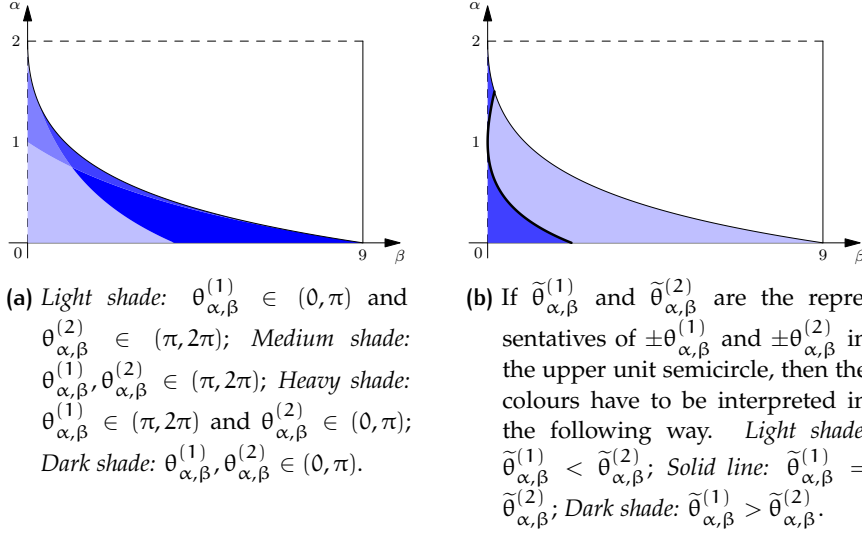 α α
2 2
1 1
0 9 β 0 9 β
(a) Light shade: θ^{(1)}_{α,β} ∈ (0, π) and
θ^{(2)}_{α,β} ∈ (π, 2π); Medium shade:
θ^{(1)}_{α,β}, θ^{(2)}_{α,β} ∈ (π, 2π); Heavy shade:
θ^{(1)}_{α,β} ∈ (π, 2π) and θ^{(2)}_{α,β} ∈ (0, π);
Dark shade: θ^{(1)}_{α,β}, θ^{(2)}_{α,β} ∈ (0, π).
(b) If θ̃^{(1)}_{α,β} and θ̃^{(2)}_{α,β} are the repre
sentatives of ±θ^{(1)}_{α,β} and ±θ^{(2)}_{α,β} in
the upper unit semicircle, then the
colours have to be interpreted in
the following way. Light shade
θ̃^{(1)}_{α,β} < θ̃^{(2)}_{α,β}; Solid line: θ̃^{(1)}_{α,β} =
θ̃^{(2)}_{α,β}; Dark shade: θ̃^{(1)}_{α,β} > θ̃^{(2)}_{α,β}.